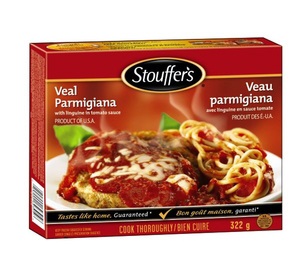 Stouffer's
Veal
Parmigiana
with linguine in tomato sauce
PRODUCT OF U.S.A.
Veau
parmigiana
avec linguine en sauce tomate
PRODUIT DES É.-U.A.
Tastes like home, Guaranteed
Bon goût maison, garanti
COOK THOROUGHLY/BIEN CUIRE
322 g